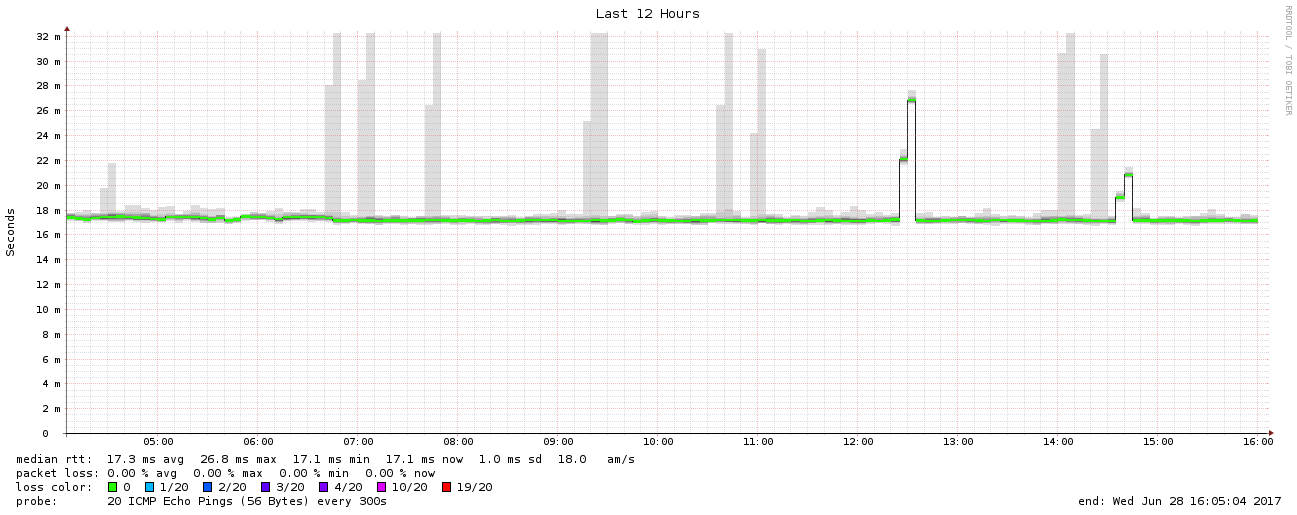 Last 12 Hours
RRDTOOL / TOBI OETIKER
Seconds
32 m
30 m
28 m
26 m
24 m
22 m
20 m
18 m
16 m
14 m
12 m
10 m
8 m
6 m
4 m
2 m
0
05:00 06:00 07:00 08:00 09:00 10:00 11:00 12:00 13:00 14:00 15:00 16:00
median rtt: 17.3 ms avg 26.8 ms max 17.1 ms min 17.1 ms now 1.0 ms sd 18.0 am/s
packet loss: 0.00 % avg 0.00 % max 0.00 % min 0.00 % now
loss color: 0 1/20 2/20 3/20 4/20 10/20 19/20
probe: 20 ICMP Echo Pings (56 Bytes) every 300s end: Wed Jun 28 16:05:04 2017